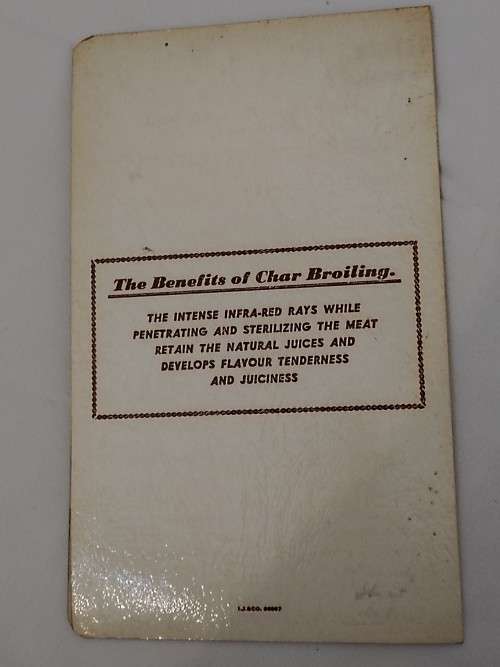 The Benefits of Char Broiling.
THE INTENSE INFRA-RED RAYS WHILE
PENETRATING AND STERILIZING THE MEAT
RETAIN THE NATURAL JUICES AND
DEVELOPS FLAVOUR TENDERNESS
AND JUICINESS